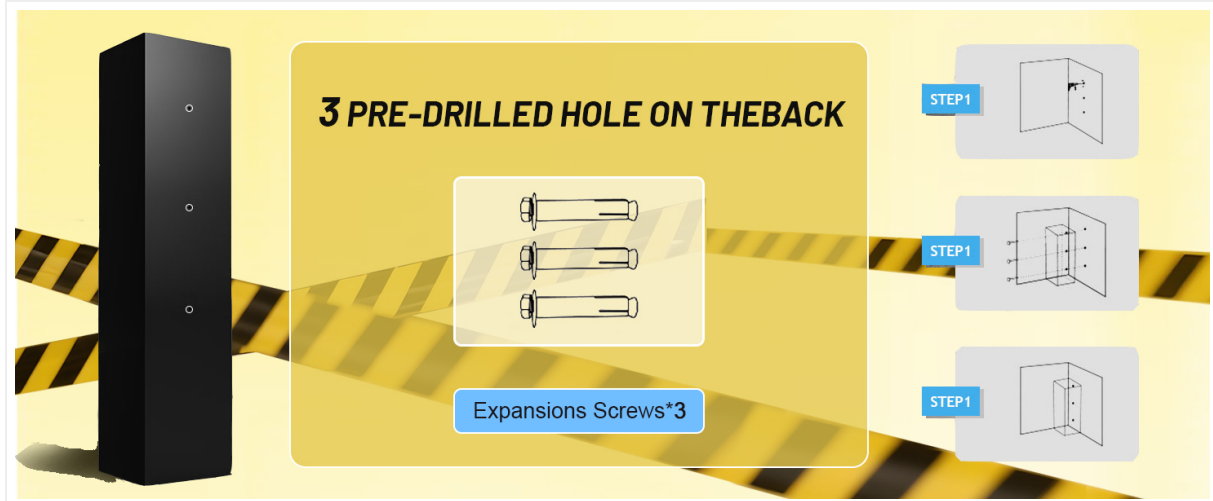 3 PRE-DRILLED HOLE ON THEBACK
Expansions Screws*3
STEP1
STEP1
STEP1